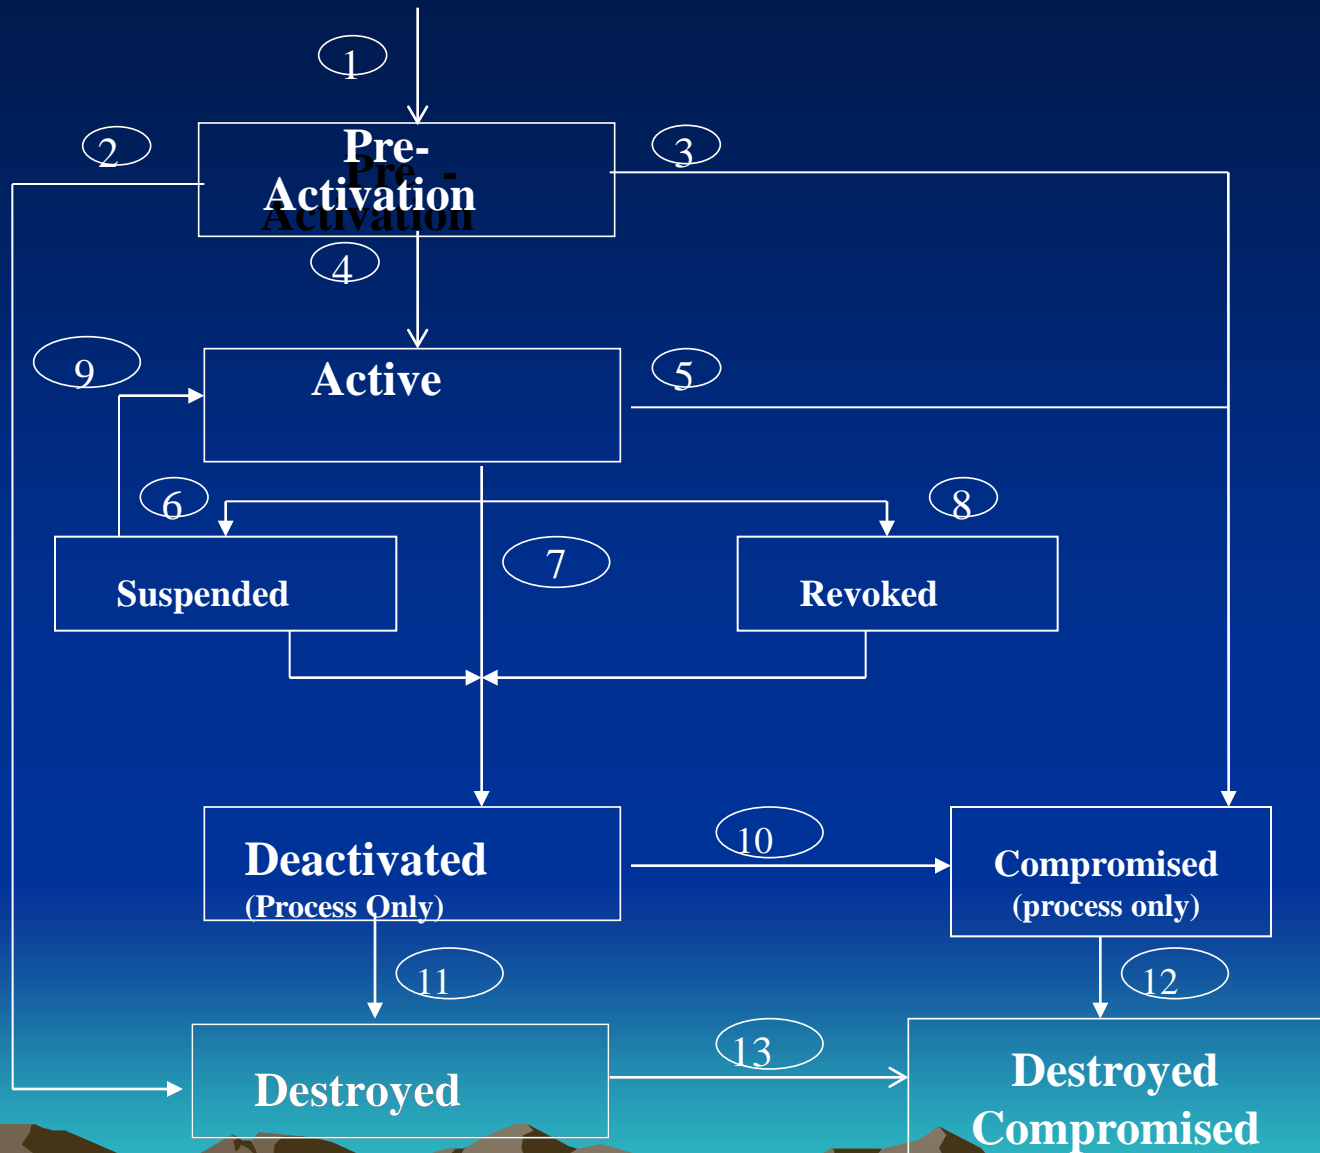 1
2
Pre-
Activation
3
4
9
Active
5
6
8
7
Suspended
Revoked
Deactivated
(Process Only)
10
Compromised
(process only)
11
12
Destroyed
13
Destroyed
Compromised